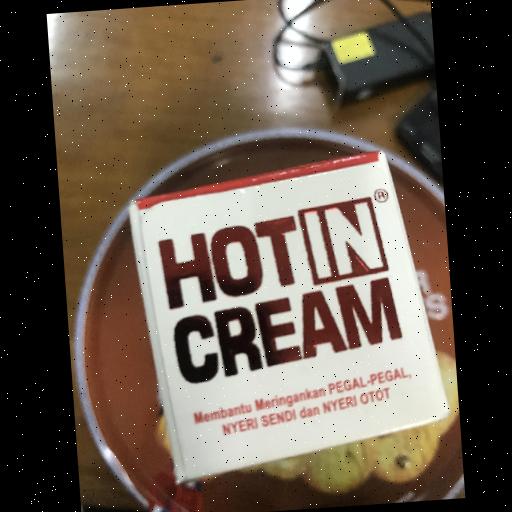 HOT IN®
CREAM
Membantu Meringankan PEGAL-PEGAL,
NYERI SENDI dan NYERI OTOT